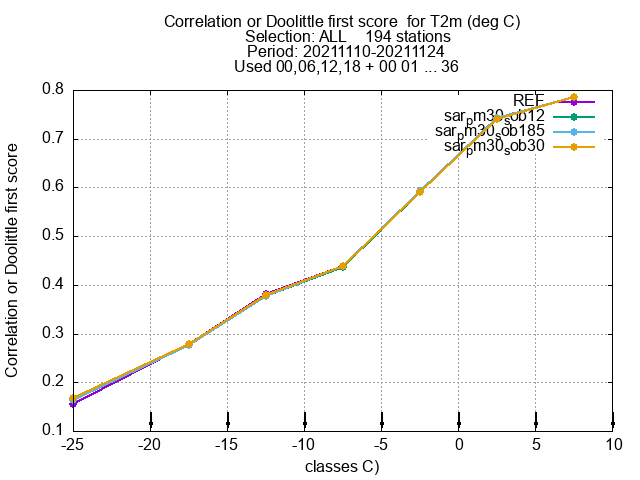 Correlation or Doolittle first score  for T2m (deg C)
Selection: ALL    194 stations
Period: 20211110-20211124
Used 00,06,12,18 + 00 01 ... 36
Correlation or Doolittle first score
0.8
0.7
0.6
0.5
0.4
0.3
0.2
0.1
REF
sar_pm30_sob12
sar_pm30_sob185
sar_pm30_sob30
-25 -20 -15 -10 -5 0 5 10
classes C)